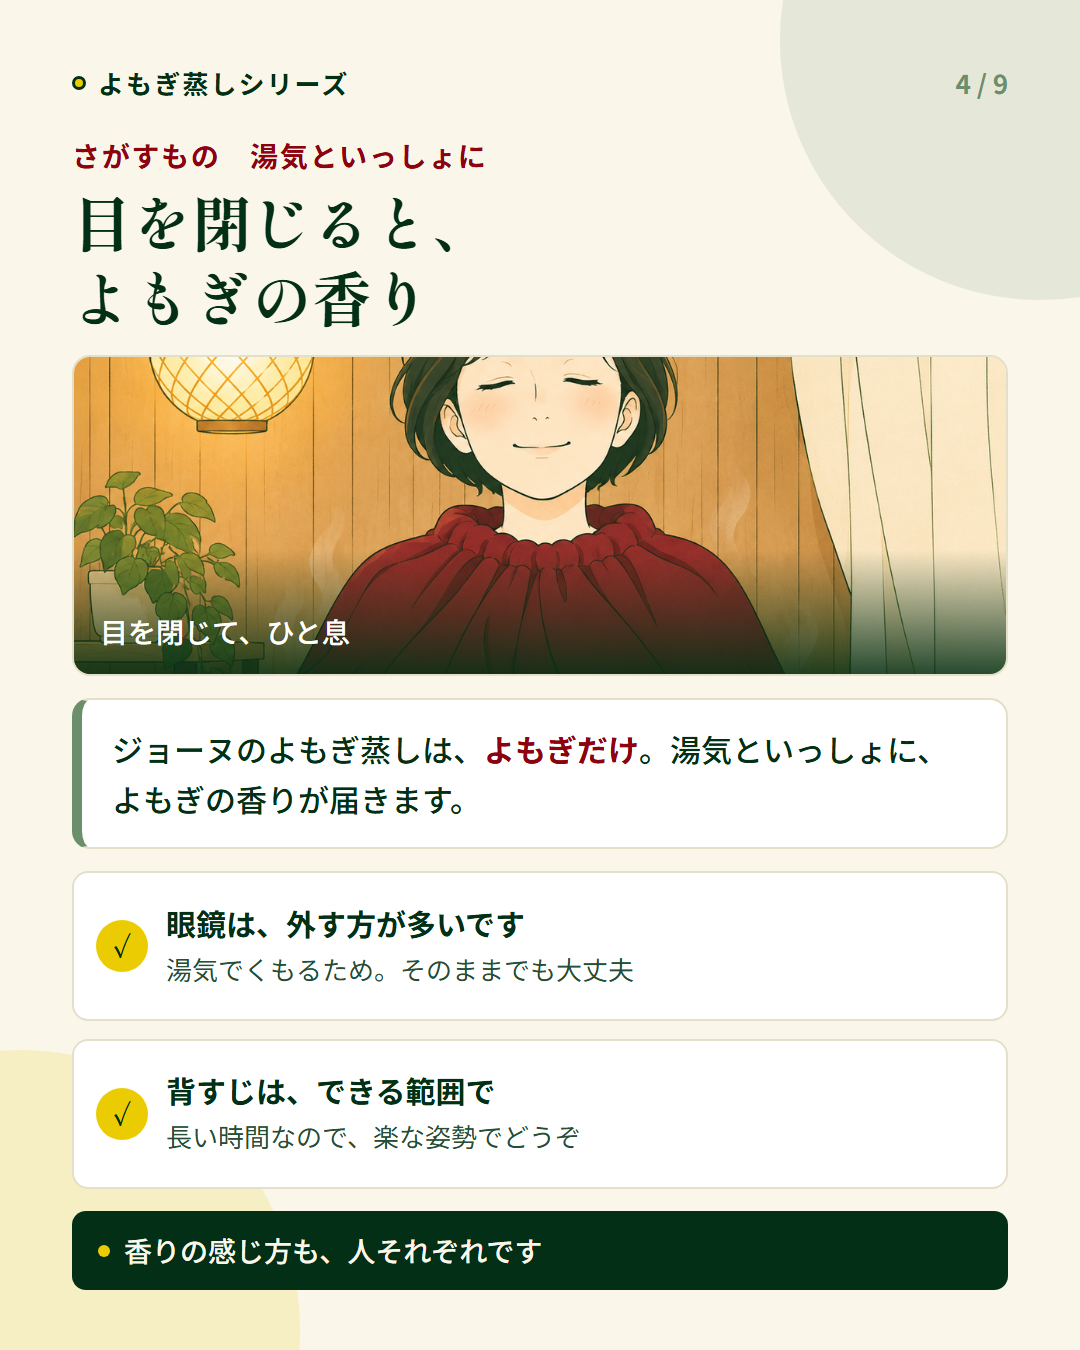 よもぎ蒸しシリーズ
4 / 9
さがすもの　湯気といっしょに
目を閉じると、
よもぎの香り
目を閉じて、ひと息
ジョーヌのよもぎ蒸しは、よもぎだけ。湯気といっしょに、
よもぎの香りが届きます。
眼鏡は、外す方が多いです
湯気でくもるため。そのままでも大丈夫
背すじは、できる範囲で
長い時間なので、楽な姿勢でどうぞ
香りの感じ方も、人それぞれです